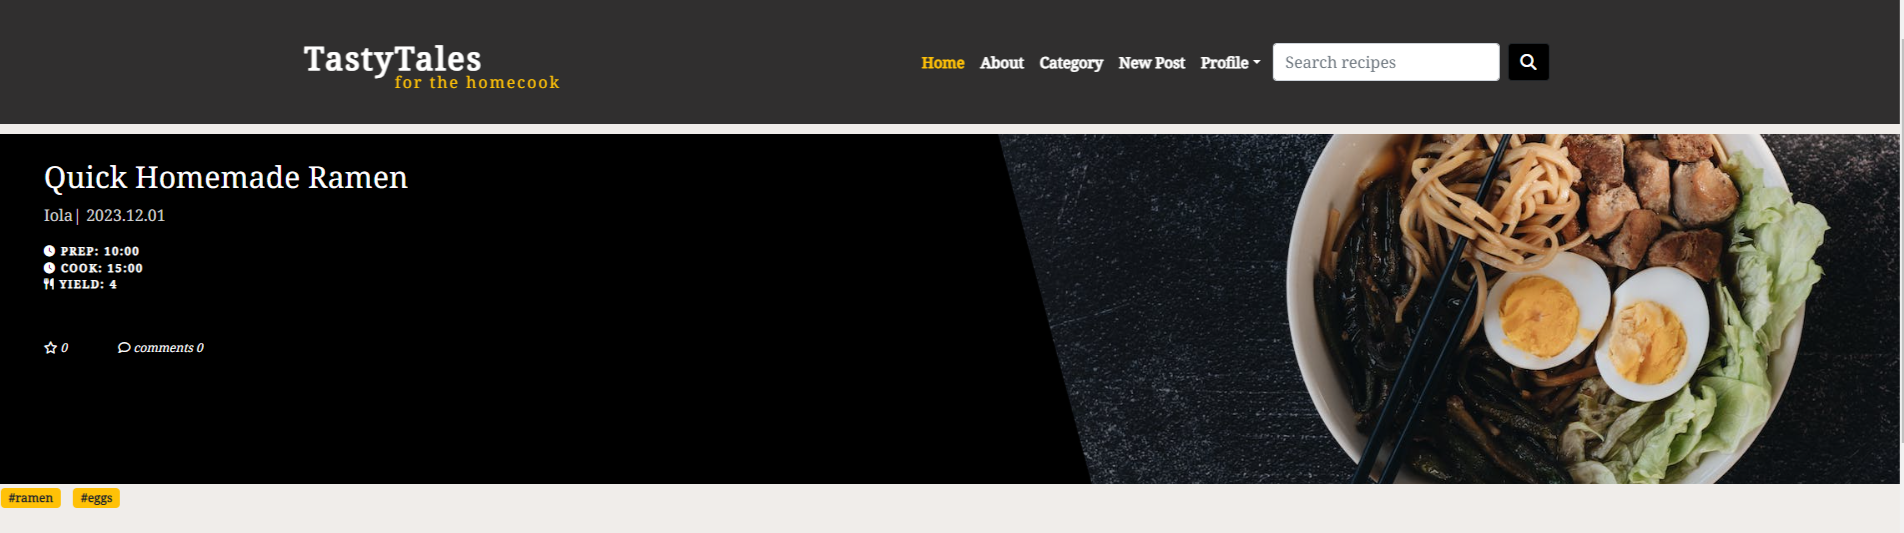 TastyTales
for the homecook
Home About Category New Post Profile
Search recipes
Quick Homemade Ramen
Iola | 2023.12.01
PREP: 10:00
COOK: 15:00
YIELD: 4
0 comments 0
#ramen #eggs